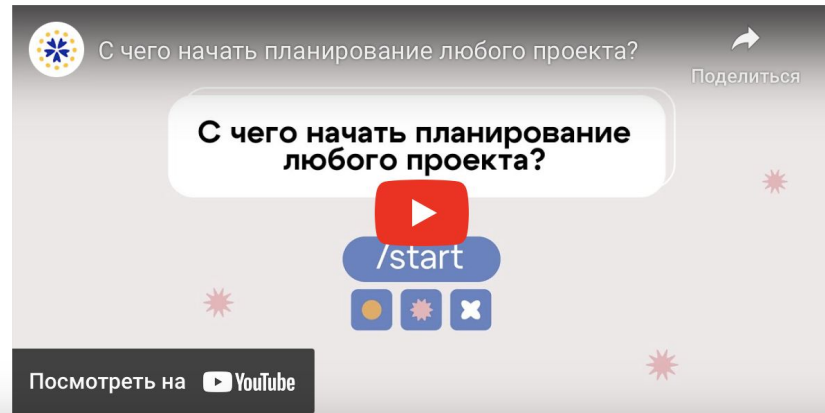 С чего начать планирование любого проекта?
Поделиться
С чего начать планирование
любого проекта?
/start
Посмотреть на YouTube